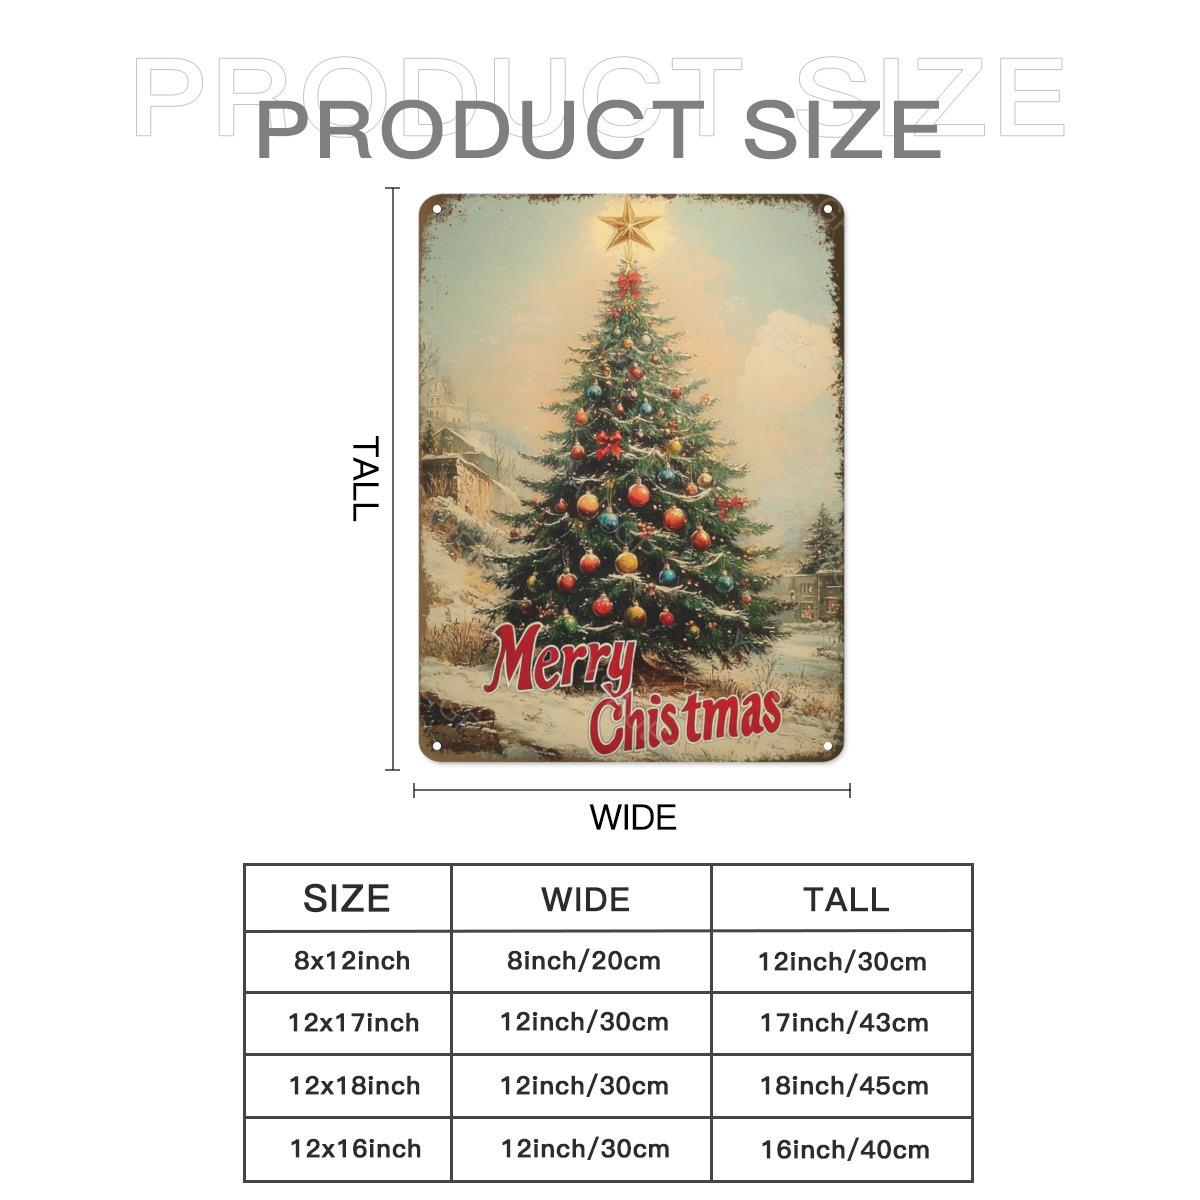 PRODUCT SIZE
PRODUCT SIZE
TALL
Merry
Chistmas
WIDE
SIZE WIDE TALL
8x12inch 8inch/20cm 12inch/30cm
12x17inch 12inch/30cm 17inch/43cm
12x18inch 12inch/30cm 18inch/45cm
12x16inch 12inch/30cm 16inch/40cm